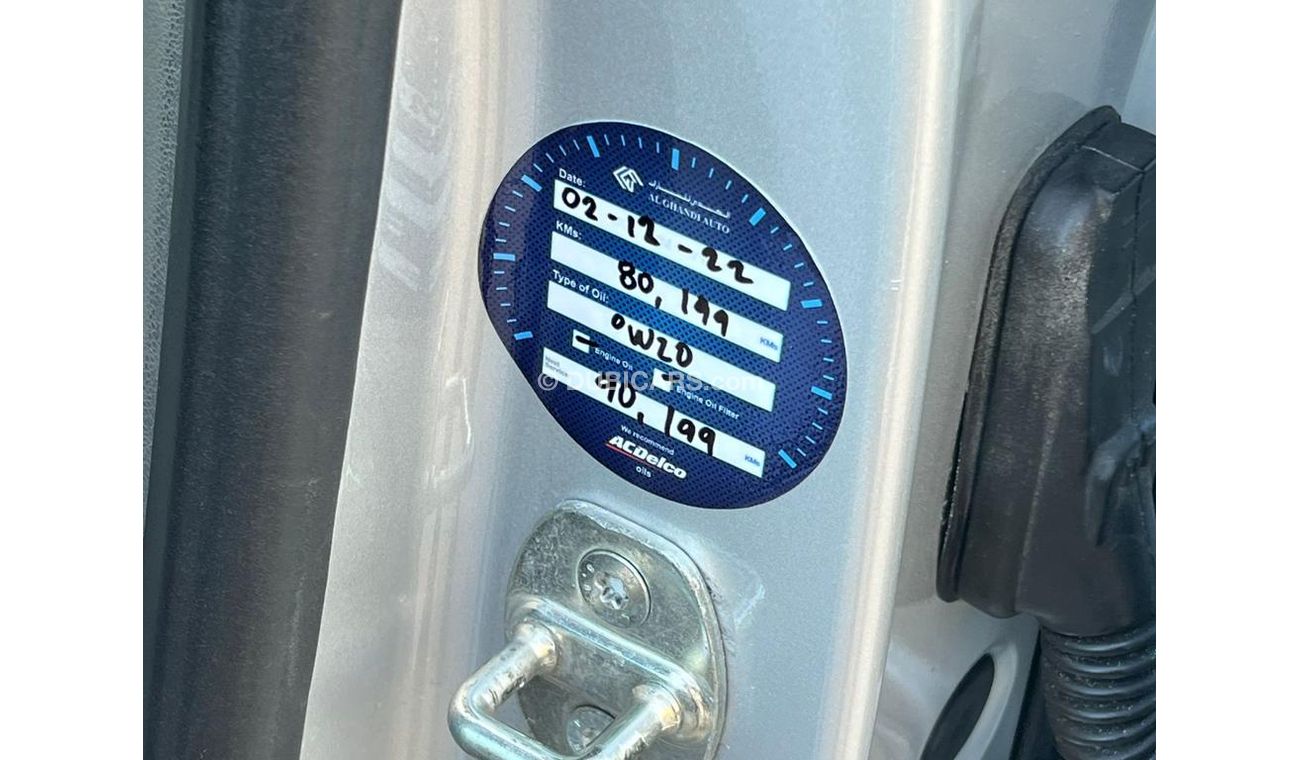 الغندي للسيارات
AL GHANDI AUTO
Date:
02-12-22
KMs:
80,199 KMs
Type of Oil:
0W20
Engine Oil
Engine Oil Filter
Next Service
90,199 KMs
We recommend
ACDelco
oils
© DUBICARS.com